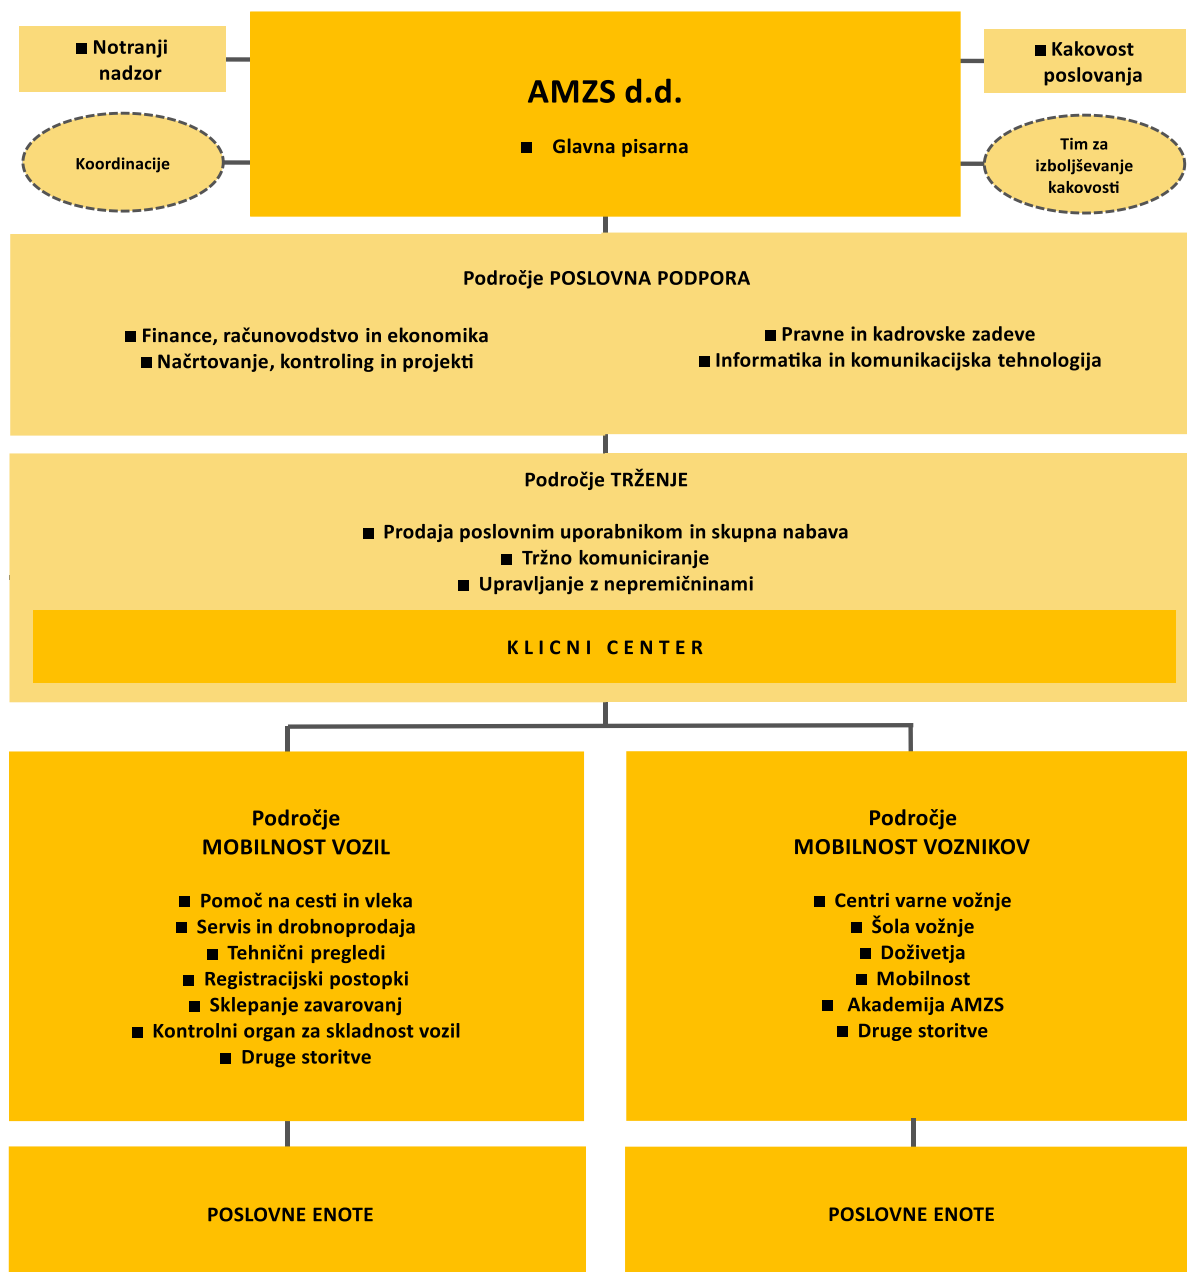 ■ Notranji
nadzor
Koordinacije
AMZS d.d.
■ Glavna pisarna
■ Kakovost
poslovanja
Tim za
izboljševanje
kakovosti
Področje POSLOVNA PODPORA
■ Finance, računovodstvo in ekonomika
■ Načrtovanje, kontroling in projekti
■ Pravne in kadrovske zadeve
■ Informatika in komunikacijska tehnologija
Področje TRŽENJE
■ Prodaja poslovnim uporabnikom in skupna nabava
■ Tržno komuniciranje
■ Upravljanje z nepremičninami
KLICNI CENTER
Področje
MOBILNOST VOZIL
■ Pomoč na cesti in vleka
■ Servis in drobnoprodaja
■ Tehnični pregledi
■ Registracijski postopki
■ Sklepanje zavarovanj
■ Kontrolni organ za skladnost vozil
■ Druge storitve
Področje
MOBILNOST VOZNIKOV
■ Centri varne vožnje
■ Šola vožnje
■ Doživetja
■ Mobilnost
■ Akademija AMZS
■ Druge storitve
POSLOVNE ENOTE
POSLOVNE ENOTE